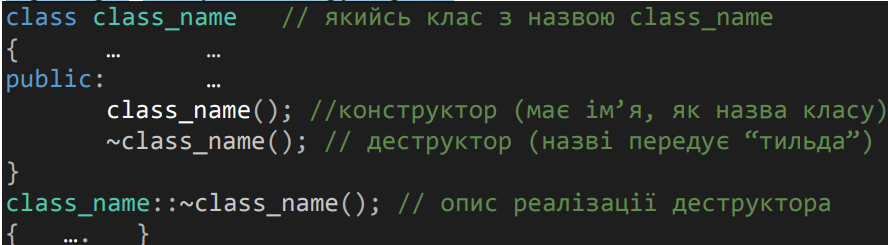 class class_name // якийсь клас з назвою class_name
{ … …
public: …
class_name(); //конструктор (має ім’я, як назва класу)
~class_name(); // деструктор (назві передує “тильда”)
}
class_name::~class_name(); // опис реалізації деструктора
{ …. }